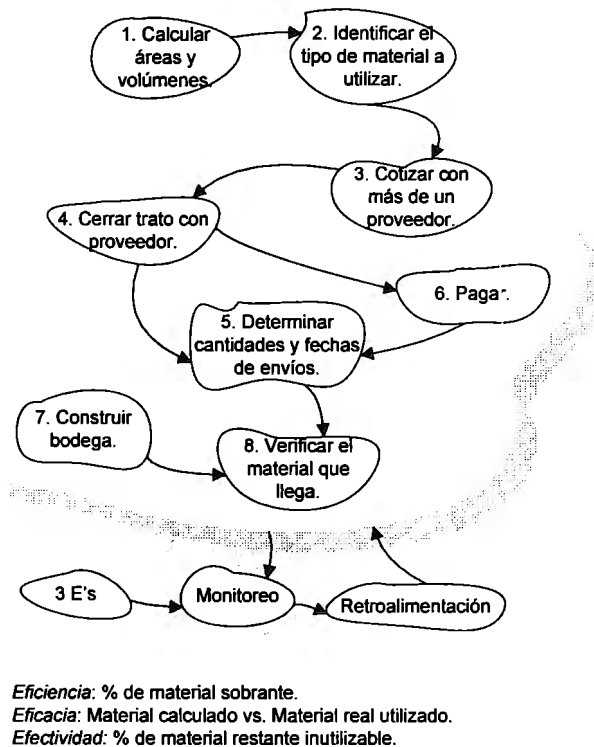 1. Calcular
áreas y
volúmenes.
2. Identificar el
tipo de material a
utilizar.
3. Cotizar con
más de un
proveedor.
4. Cerrar trato con
proveedor.
6. Pagar.
5. Determinar
cantidades y fechas
de envíos.
7. Construir
bodega.
8. Verificar el
material que
llega.
3 E's
Monitoreo
Retroalimentación
Eficiencia: % de material sobrante.
Eficacia: Material calculado vs. Material real utilizado.
Efectividad: % de material restante inutilizable.